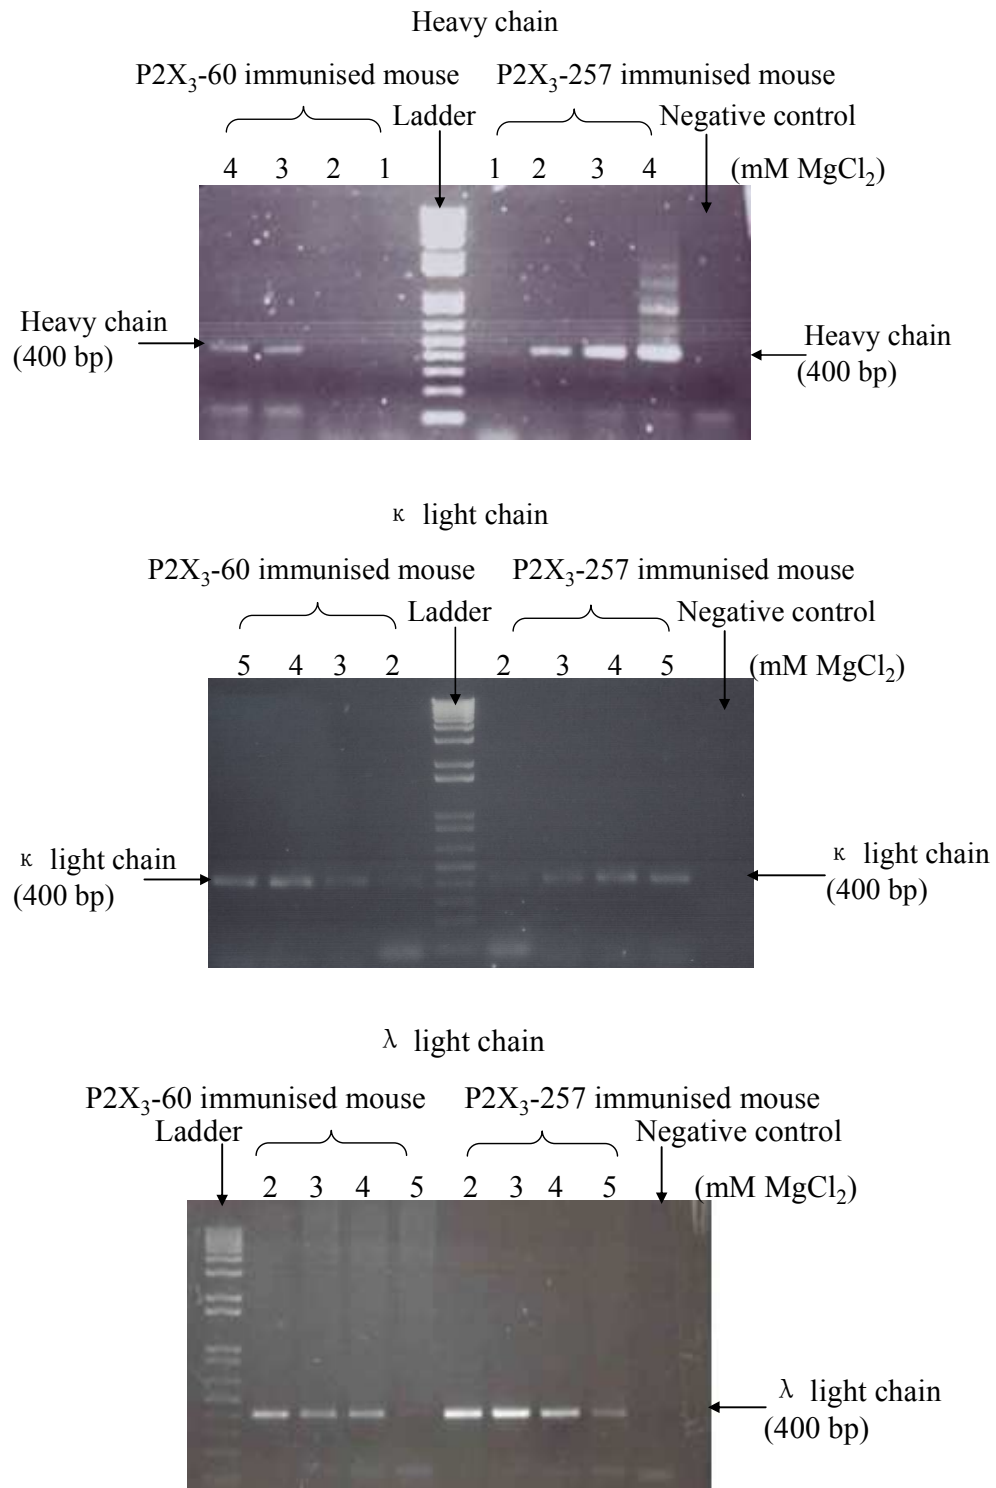 Heavy chain
P2X₃-60 immunised mouse P2X₃-257 immunised mouse
Ladder Negative control
4 3 2 1 1 2 3 4 (mM MgCl₂)
Heavy chain
(400 bp)
Heavy chain
(400 bp)
κ light chain
P2X₃-60 immunised mouse P2X₃-257 immunised mouse
Ladder Negative control
5 4 3 2 2 3 4 5 (mM MgCl₂)
κ light chain
(400 bp)
κ light chain
(400 bp)
λ light chain
P2X₃-60 immunised mouse P2X₃-257 immunised mouse
Ladder Negative control
2 3 4 5 2 3 4 5 (mM MgCl₂)
λ light chain
(400 bp)